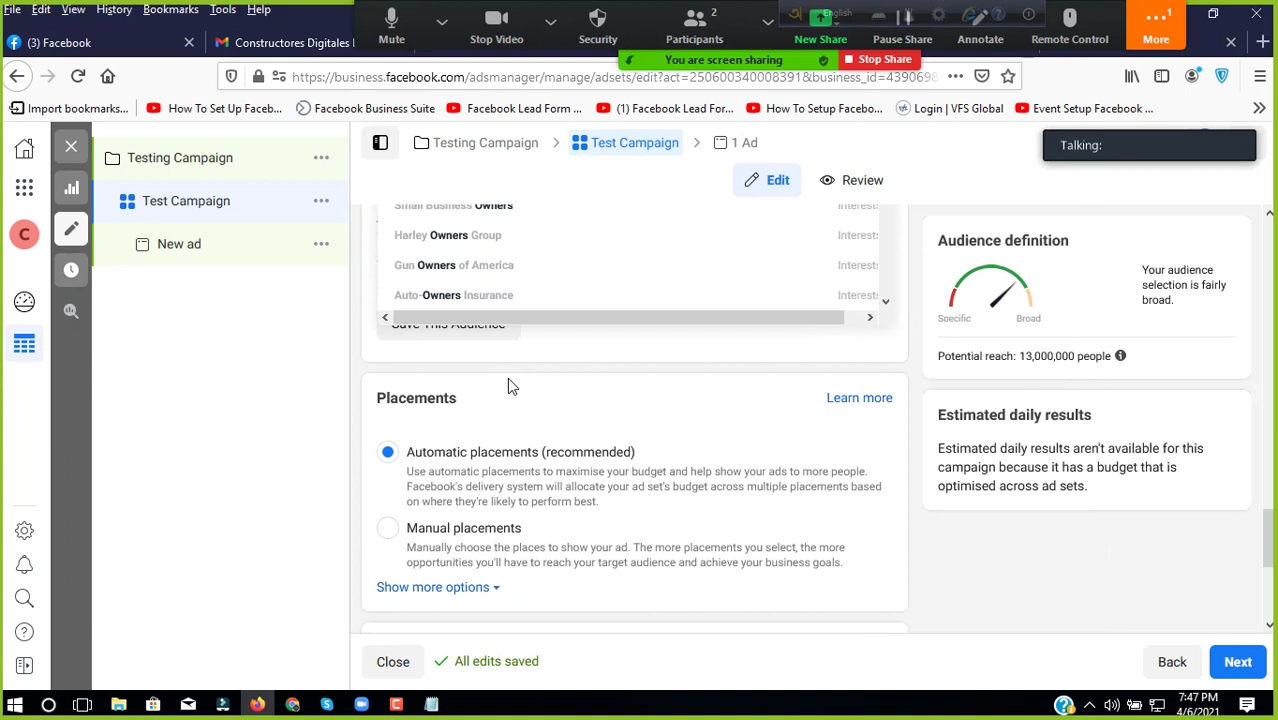 File Edit View History Bookmarks Tools Help
Mute
Stop Video
Security
2
Participants
English
New Share
Pause Share
Annotate
Remote Control
More
You are screen sharing
Stop Share
(3) Facebook
Constructores Digitales
https://business.facebook.com/adsmanager/manage/adsets/edit?act=250600340008391&business_id=4390698
Import bookmarks...
How To Set Up Faceb...
Facebook Business Suite
Facebook Lead Form ...
(1) Facebook Lead For...
How To Setup Facebo...
Login | VFS Global
Event Setup Facebook ...
Testing Campaign
Test Campaign
1 Ad
Talking:
Edit
Review
Testing Campaign
Test Campaign
New ad
C
Small Business Owners Interests
Harley Owners Group Interests
Gun Owners of America Interests
Auto-Owners Insurance Interests
Save This Audience
Placements
Learn more
Automatic placements (recommended)
Use automatic placements to maximise your budget and help show your ads to more people.
Facebook's delivery system will allocate your ad set's budget across multiple placements based
on where they're likely to perform best.
Manual placements
Manually choose the places to show your ad. The more placements you select, the more
opportunities you'll have to reach your target audience and achieve your business goals.
Show more options
Audience definition
Your audience
selection is fairly
broad.
Specific
Broad
Potential reach: 13,000,000 people
Estimated daily results
Estimated daily results aren't available for this
campaign because it has a budget that is
optimised across ad sets.
Close
All edits saved
Back
Next
7:47 PM
4/6/2021